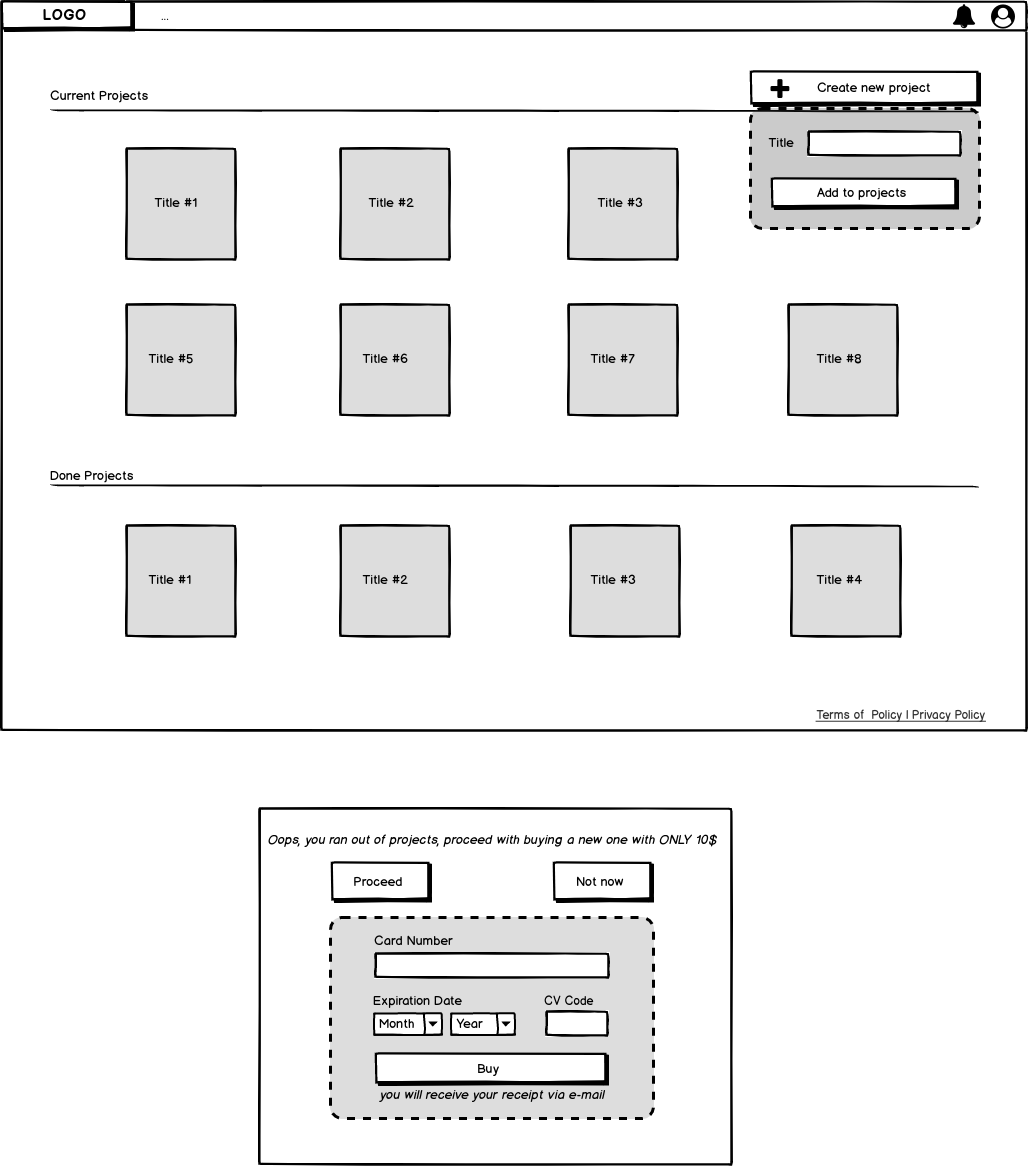 LOGO
...
Current Projects
Create new project
Title
Add to projects
Title #1
Title #2
Title #3
Title #5
Title #6
Title #7
Title #8
Done Projects
Title #1
Title #2
Title #3
Title #4
Terms of  Policy | Privacy Policy
Oops, you ran out of projects, proceed with buying a new one with ONLY 10$
Proceed
Not now
Card Number
Expiration Date
CV Code
Month
Year
Buy
you will receive your receipt via e-mail